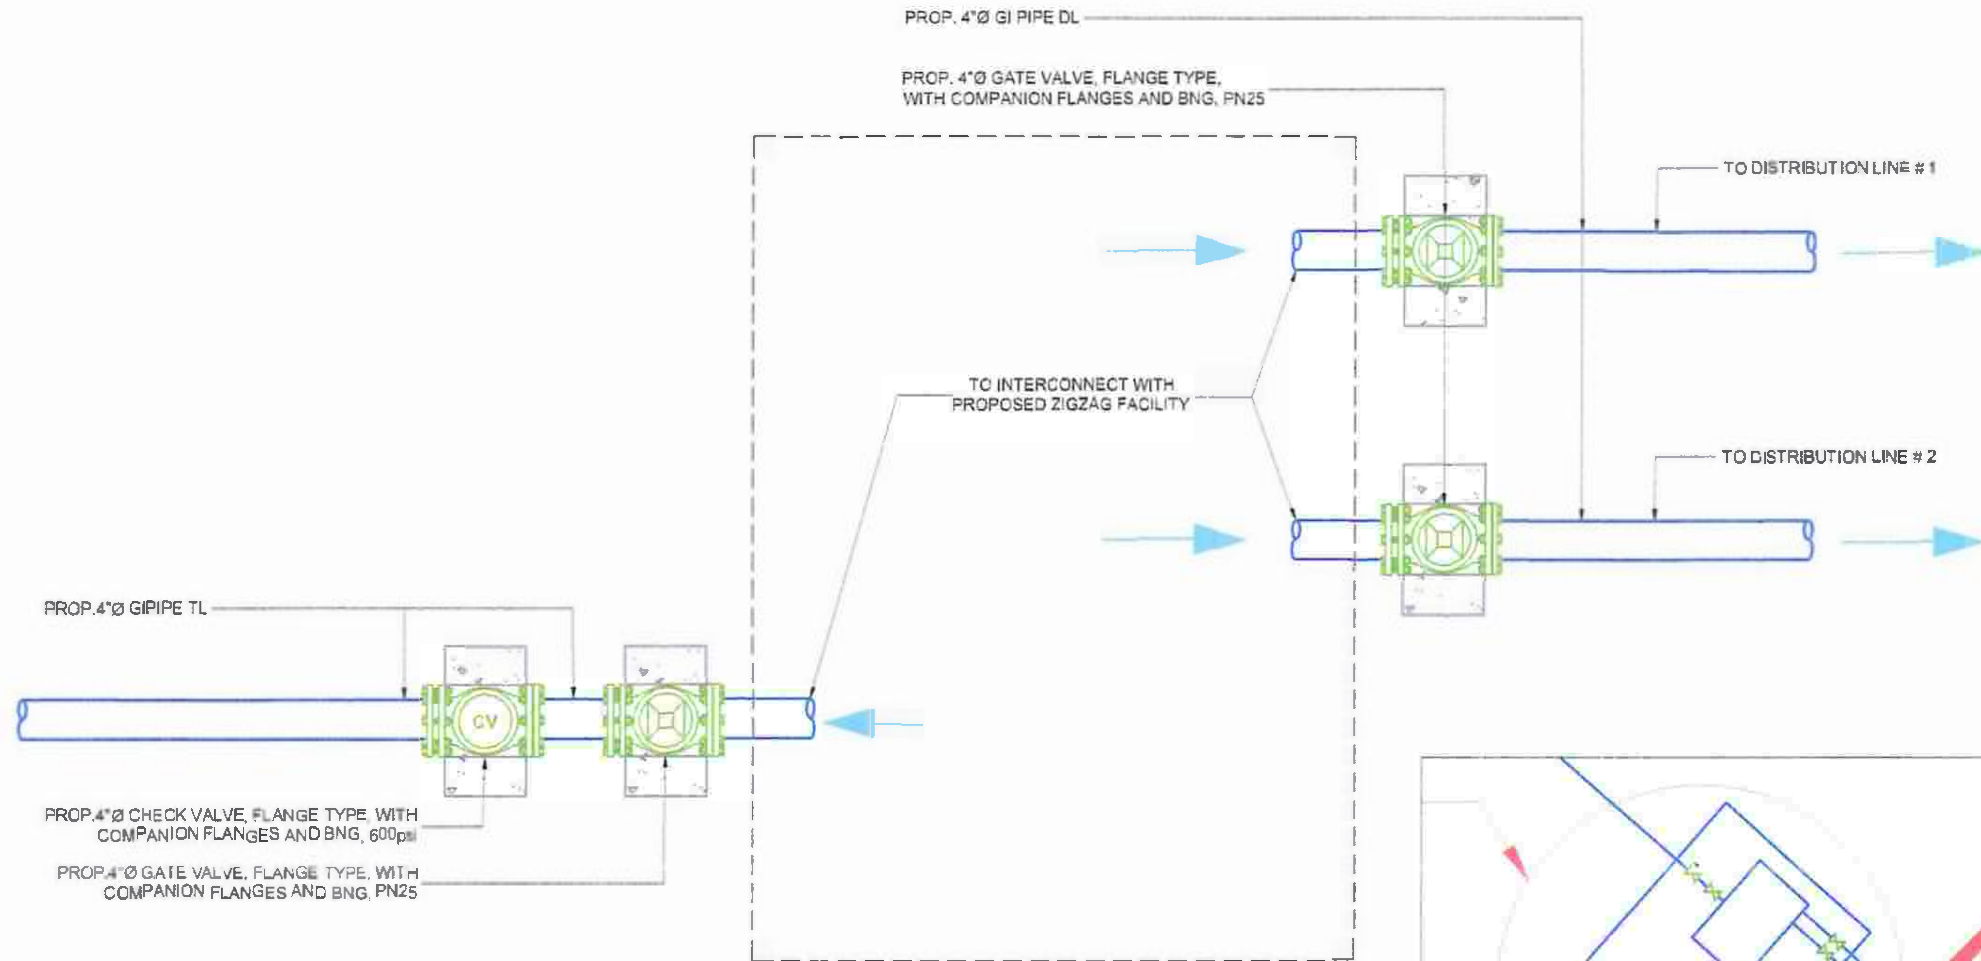 PROP. 4"Ø GI PIPE DL
PROP. 4"Ø GATE VALVE, FLANGE TYPE,
WITH COMPANION FLANGES AND BNG, PN25
TO DISTRIBUTION LINE # 1
TO INTERCONNECT WITH
PROPOSED ZIGZAG FACILITY
TO DISTRIBUTION LINE # 2
PROP.4"Ø GIPIPE TL
CV
PROP.4"Ø CHECK VALVE, FLANGE TYPE, WITH
COMPANION FLANGES AND BNG, 600psi
PROP.4"Ø GATE VALVE, FLANGE TYPE, WITH
COMPANION FLANGES AND BNG, PN25